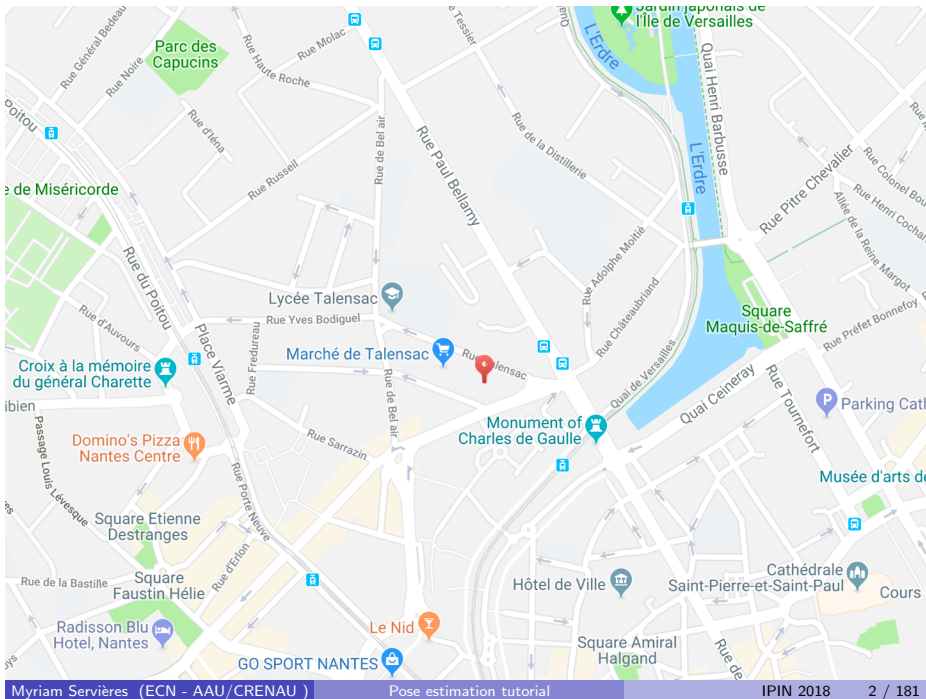 Jardin japonais de
l'Île de Versailles
Parc des
Capucins
Rue Général Bedeau
Rue Noire
Rue Haute Roche
Rue Molac
Tessier
L'Erdre
Quai Henri Barbusse
Poitou
Rue d'Iéna
Rue de Bel air
Rue Paul Bellamy
Rue de la Distillerie
L'Erdre
Rue Pitre Chevalier
Rue Colonel Bou
Rue Henri Cochar
Allée de la Reine Margot
e de Miséricorde
Rue Russeil
Rue du Poitou
Lycée Talensac
Rue Yves Bodiguel
Rue Adolphe Moitié
Rue Châteaubriand
Square
Maquis-de-Saffré
Rue Préfet Bonnefoy
Rue d'Auvours
Place Viarme
Rue Fredureau
Marché de Talensac
Rue Talensac
Croix à la mémoire
du général Charette
Rue de Bel air
Quai de Versailles
Quai Ceineray
Rue Tournefort
Parking Cath
ibien
Passage Louis Lévesque
Domino's Pizza
Nantes Centre
Rue Sarrazin
Monument of
Charles de Gaulle
Musée d'arts de
Rue Porte Neuve
Square Etienne
Destranges
Rue d'Erlon
Rue de la Bastille
Square
Faustin Hélie
Hôtel de Ville
Cathédrale
Saint-Pierre-et-Saint-Paul
Cours
Radisson Blu
Hotel, Nantes
Le Nid
GO SPORT NANTES
Square Amiral
Halgand
Rue de
Myriam Servières (ECN - AAU/CRENAU )
Pose estimation tutorial
IPIN 2018
2 / 181